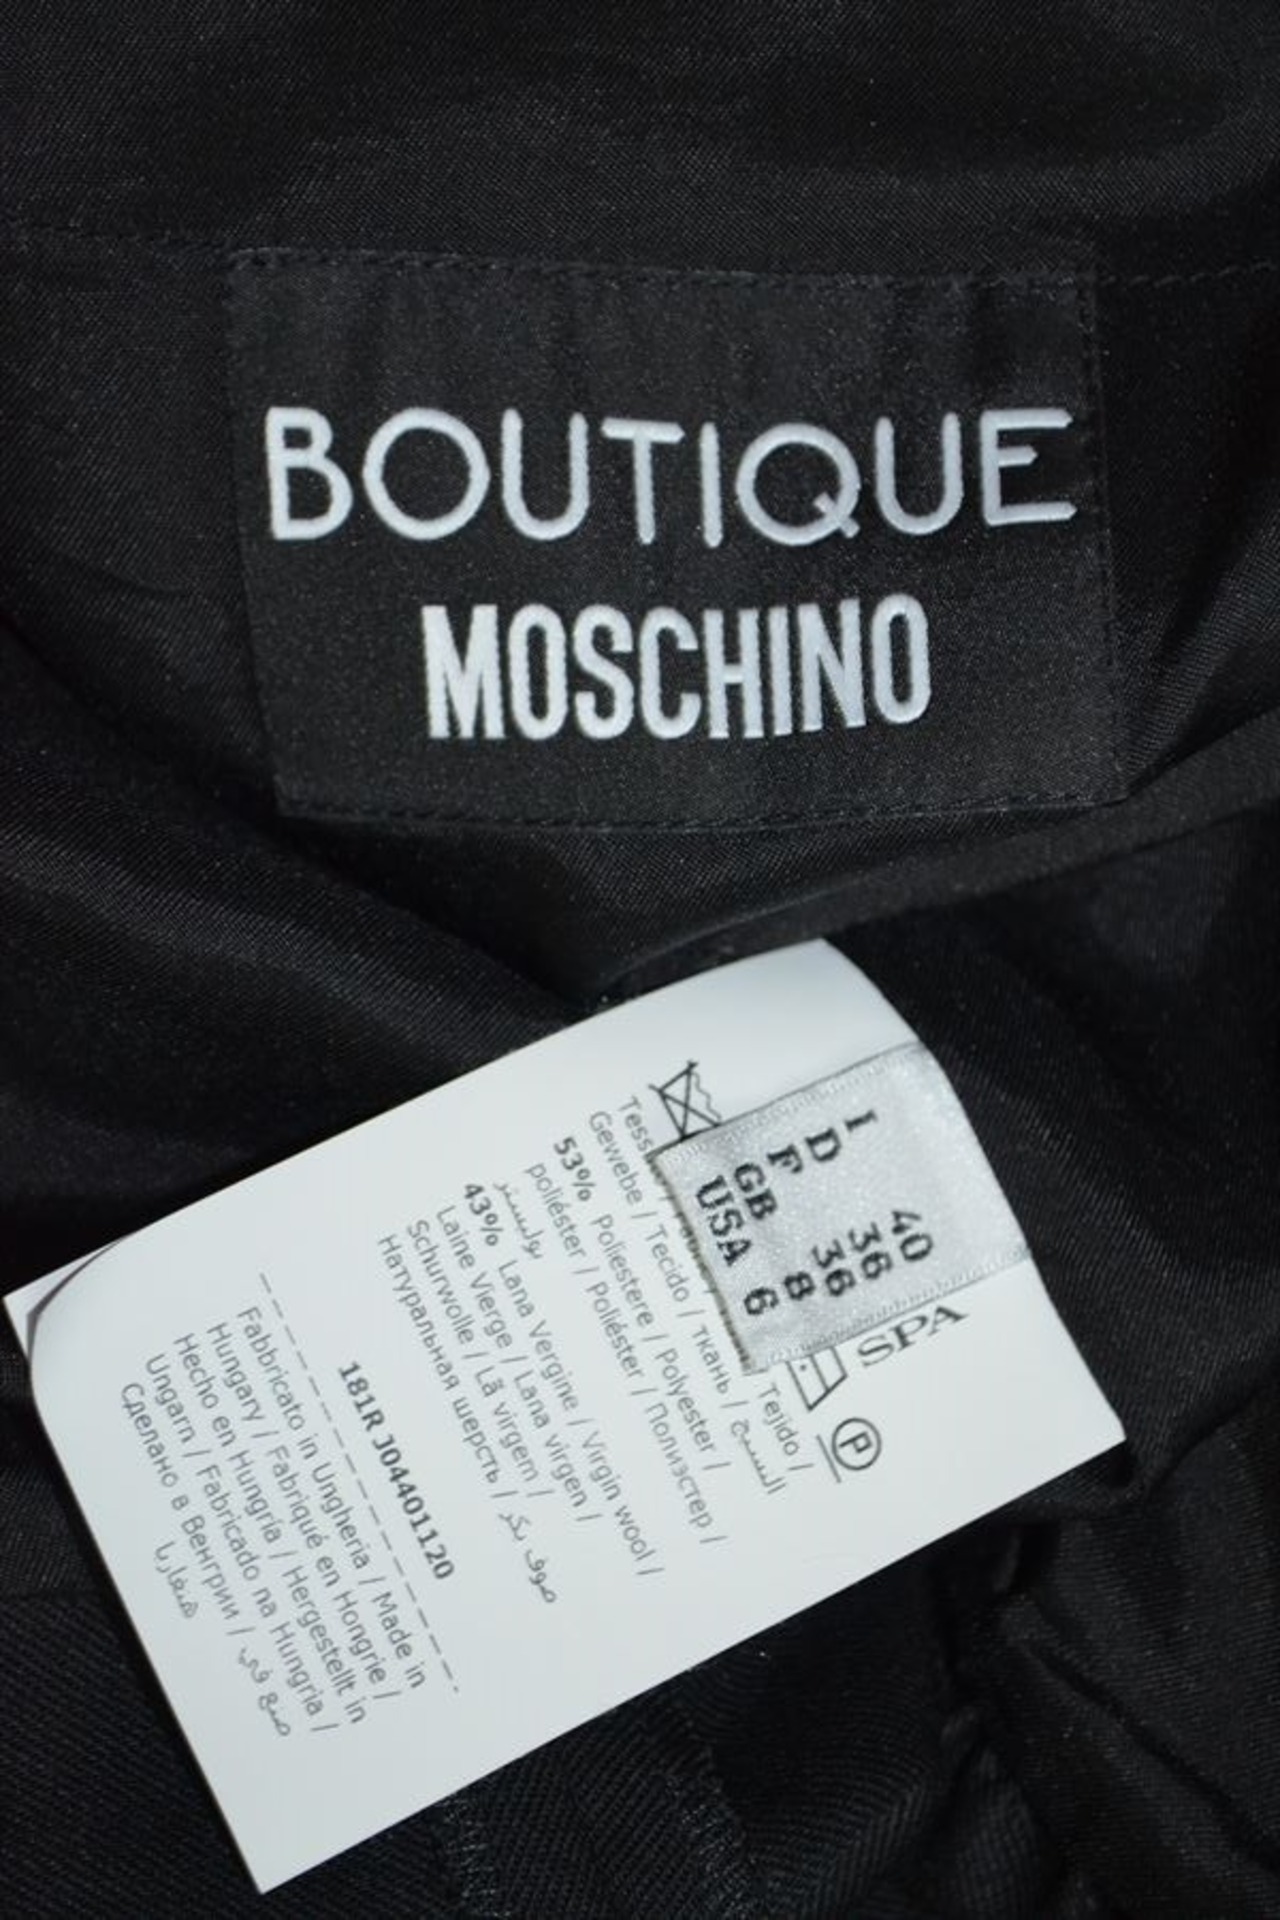 BOUTIQUE
MOSCHINO
I 40
D 36
F 36
GB 8
USA 6
SPA
P
Tejido /
Gewebe / Tecido / ткань / النسيج
53% Poliestere / Polyester /
poliéster / Poliéster / Полиэстер /
بوليستر
43% Lana Vergine / Virgin wool /
Laine Vierge / Lana virgen /
Schurwolle / Lã virgem /
Натуральная шерсть / صوف بكر
181R J04401120
Fabbricato in Ungheria / Made in
Hungary / Fabriqué en Hongrie /
Hecho en Hungría / Hergestellt in
Ungarn / Fabricado na Hungria /
Сделано в Венгрии / صنع في
هنغاريا